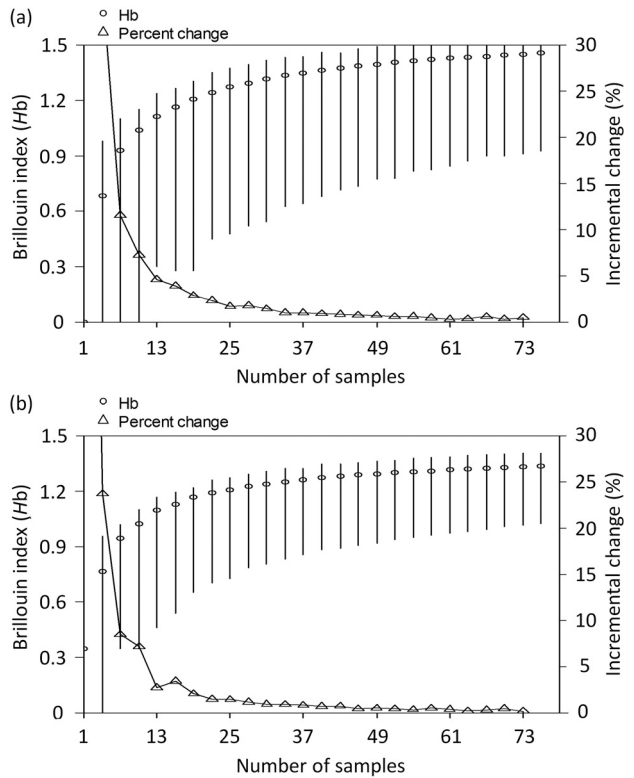 (a)
Hb
Percent change
1.5
1.2
0.9
0.6
0.3
0
Brillouin index (Hb)
30
25
20
15
10
5
0
Incremental change (%)
1 13 25 37 49 61 73
Number of samples
(b)
Hb
Percent change
1.5
1.2
0.9
0.6
0.3
0
Brillouin index (Hb)
30
25
20
15
10
5
0
Incremental change (%)
1 13 25 37 49 61 73
Number of samples